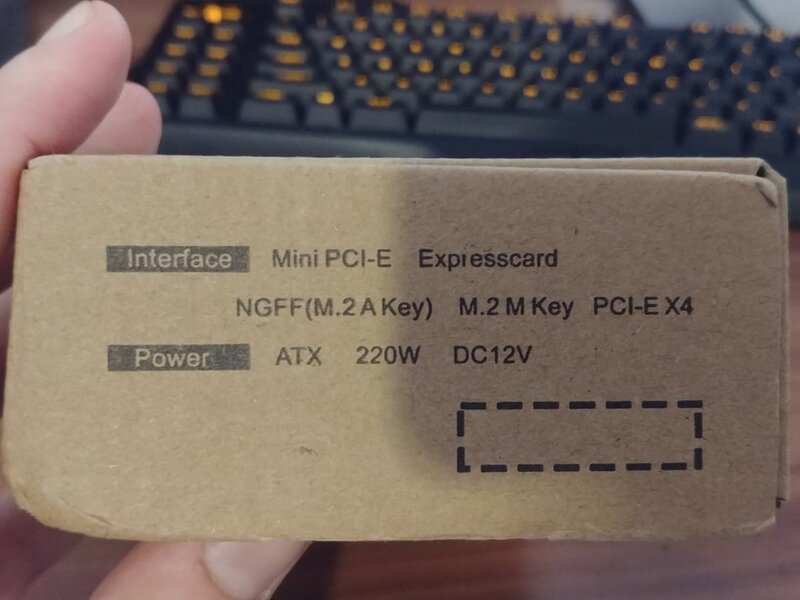 Interface Mini PCI-E Expresscard
NGFF(M.2 A Key) M.2 M Key PCI-E X4
Power ATX 220W DC12V